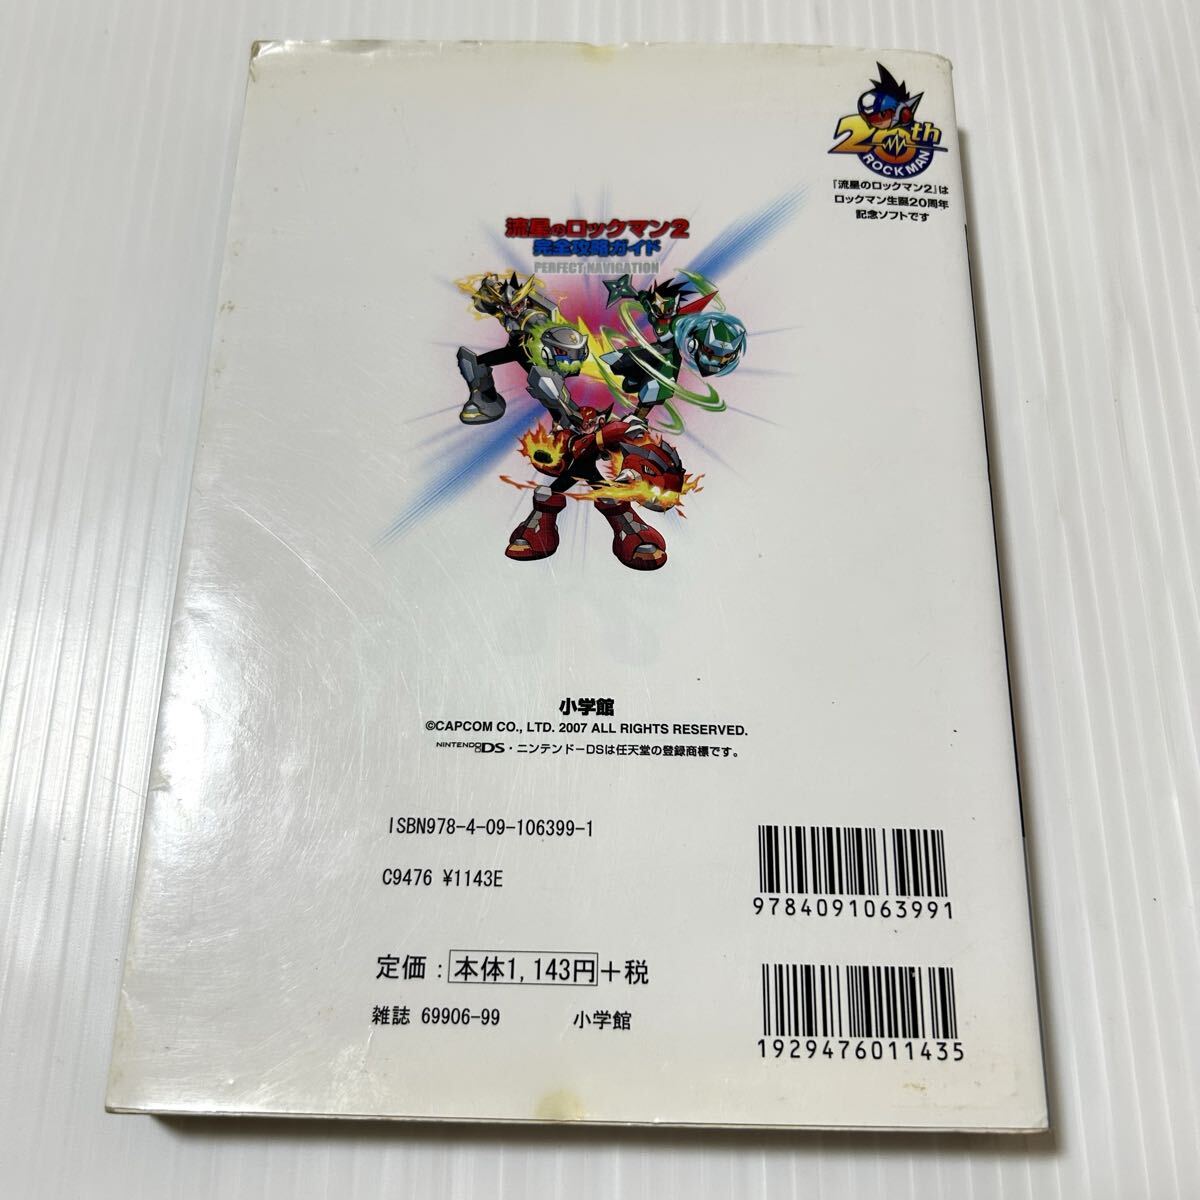 20th
ROCKMAN
『流星のロックマン2』は
ロックマン生誕20周年
記念ソフトです
流星のロックマン2
完全攻略ガイド
PERFECT NAVIGATION
小学館
©CAPCOM CO., LTD. 2007 ALL RIGHTS RESERVED.
NINTENDO DS・ニンテンドーDSは任天堂の登録商標です。
ISBN978-4-09-106399-1
C9476 ¥1143E
9784091063991
定価：本体1,143円+税
雑誌 69906-99 小学館
1929476011435